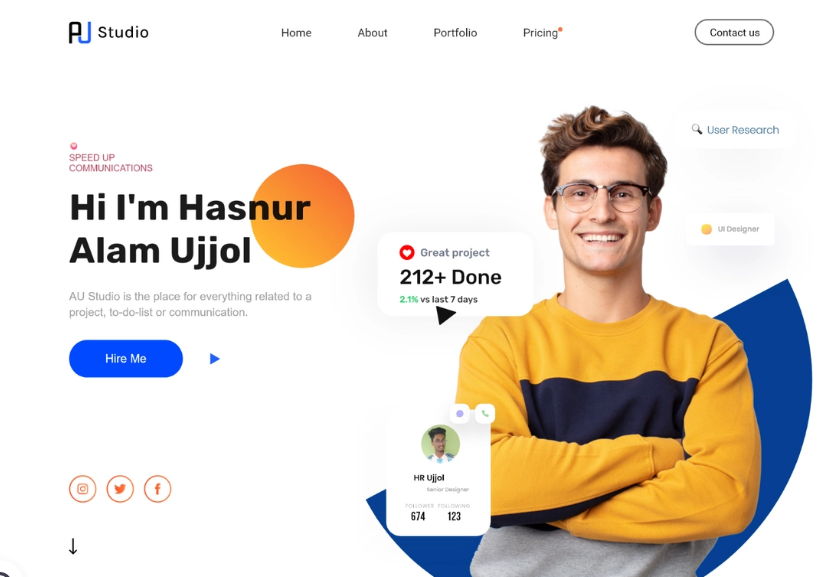 AU Studio
Home
About
Portfolio
Pricing
Contact us
SPEED UP
COMMUNICATIONS
Hi I'm Hasnur
Alam Ujjol
AU Studio is the place for everything related to a
project, to-do-list or communication.
Hire Me
User Research
UI Designer
Great project
212+ Done
2.1% vs last 7 days
HR Ujjol
Senior Designer
FOLLOWER FOLLOWING
674 123